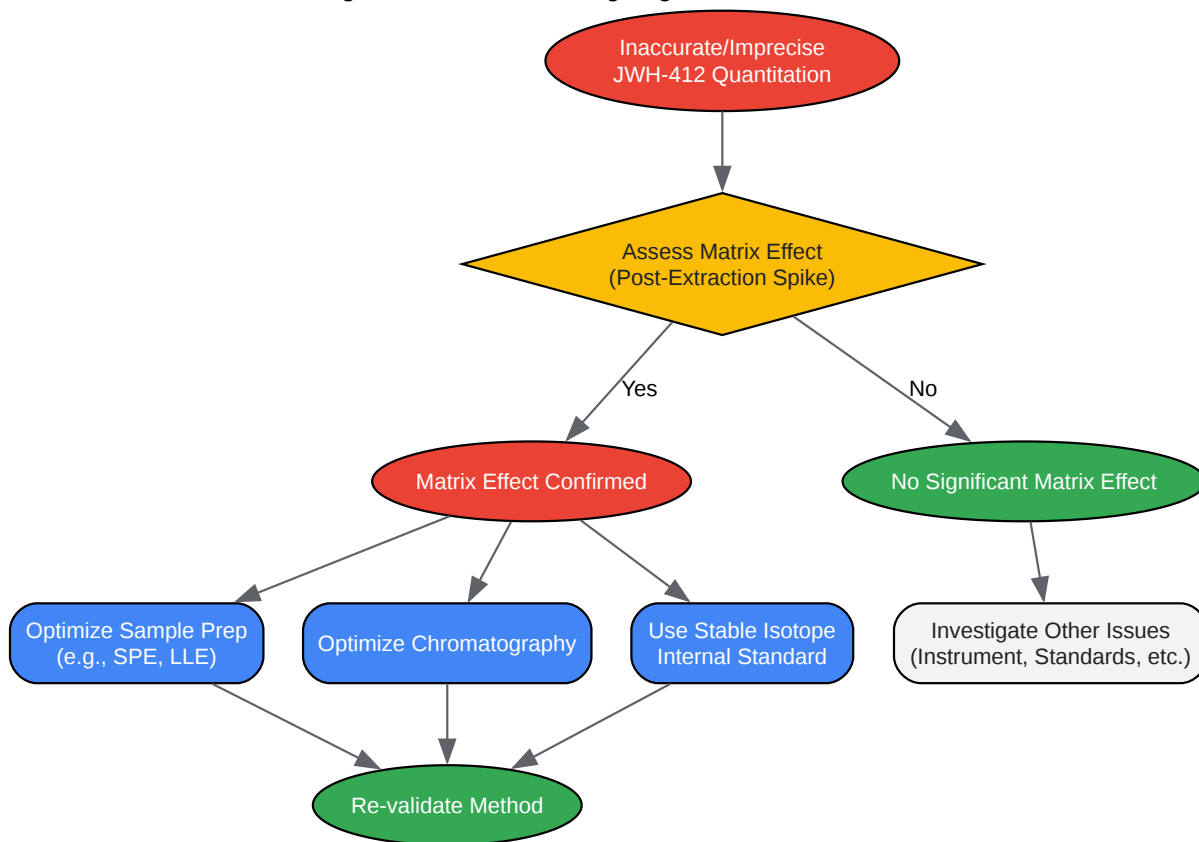 Inaccurate/Imprecise
JWH-412 Quantitation
Assess Matrix Effect
(Post-Extraction Spike)
Yes
No
Matrix Effect Confirmed
No Significant Matrix Effect
Optimize Sample Prep
(e.g., SPE, LLE)
Optimize Chromatography
Use Stable Isotope
Internal Standard
Investigate Other Issues
(Instrument, Standards, etc.)
Re-validate Method